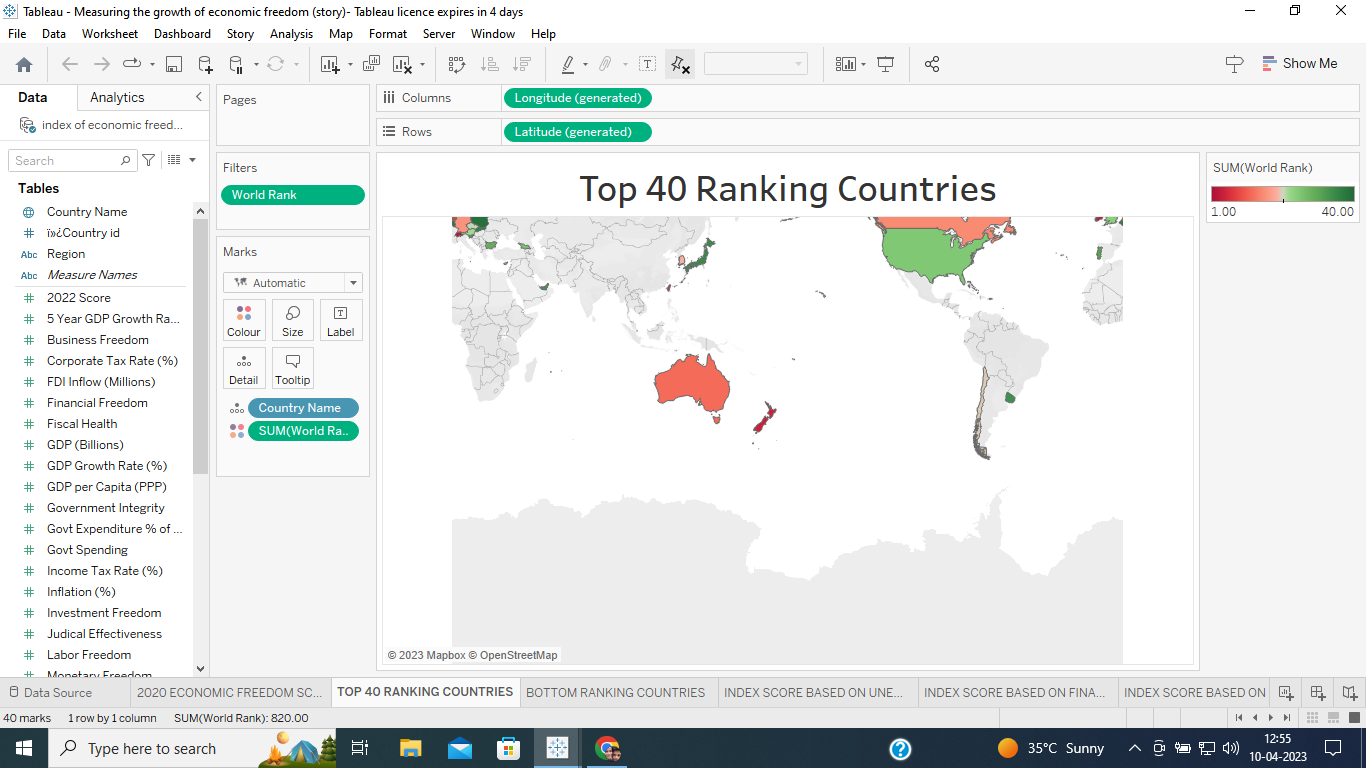 Tableau - Measuring the growth of economic freedom (story)- Tableau licence expires in 4 days
File Data Worksheet Dashboard Story Analysis Map Format Server Window Help
Show Me
Data Analytics
index of economic freed...
Search
Tables
Country Name
ï»¿Country id
Region
Measure Names
2022 Score
5 Year GDP Growth Ra...
Business Freedom
Corporate Tax Rate (%)
FDI Inflow (Millions)
Financial Freedom
Fiscal Health
GDP (Billions)
GDP Growth Rate (%)
GDP per Capita (PPP)
Government Integrity
Govt Expenditure % of ...
Govt Spending
Income Tax Rate (%)
Inflation (%)
Investment Freedom
Judical Effectiveness
Labor Freedom
Monetary Freedom
Pages
Filters
World Rank
Marks
Automatic
Colour Size Label
Detail Tooltip
Country Name
SUM(World Ra..
Columns Longitude (generated)
Rows Latitude (generated)
Top 40 Ranking Countries
© 2023 Mapbox © OpenStreetMap
SUM(World Rank)
1.00 40.00
Data Source 2020 ECONOMIC FREEDOM SC... TOP 40 RANKING COUNTRIES BOTTOM RANKING COUNTRIES INDEX SCORE BASED ON UNE... INDEX SCORE BASED ON FINA... INDEX SCORE BASED ON
40 marks 1 row by 1 column SUM(World Rank): 820.00
Type here to search
35°C Sunny
12:55
10-04-2023